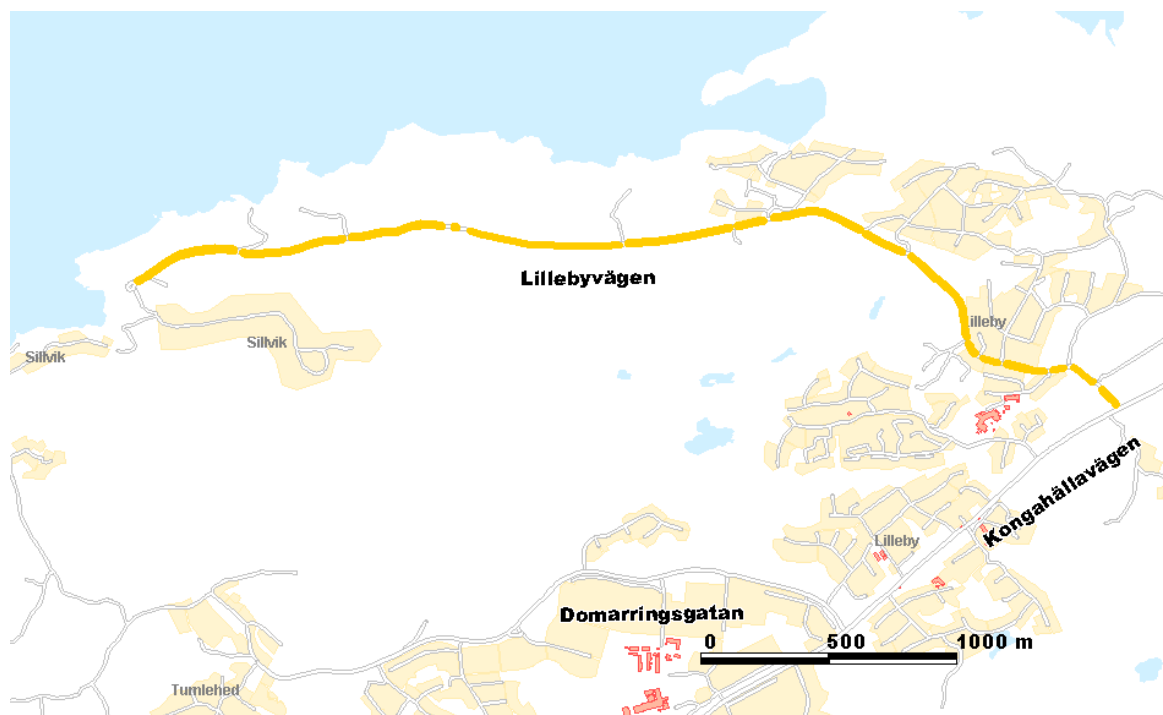 Lillebyvägen
Lilleby
Sillvik
Sillvik
Kongahällavägen
Lilleby
Domarringsgatan
0 500 1000 m
Tumlehed